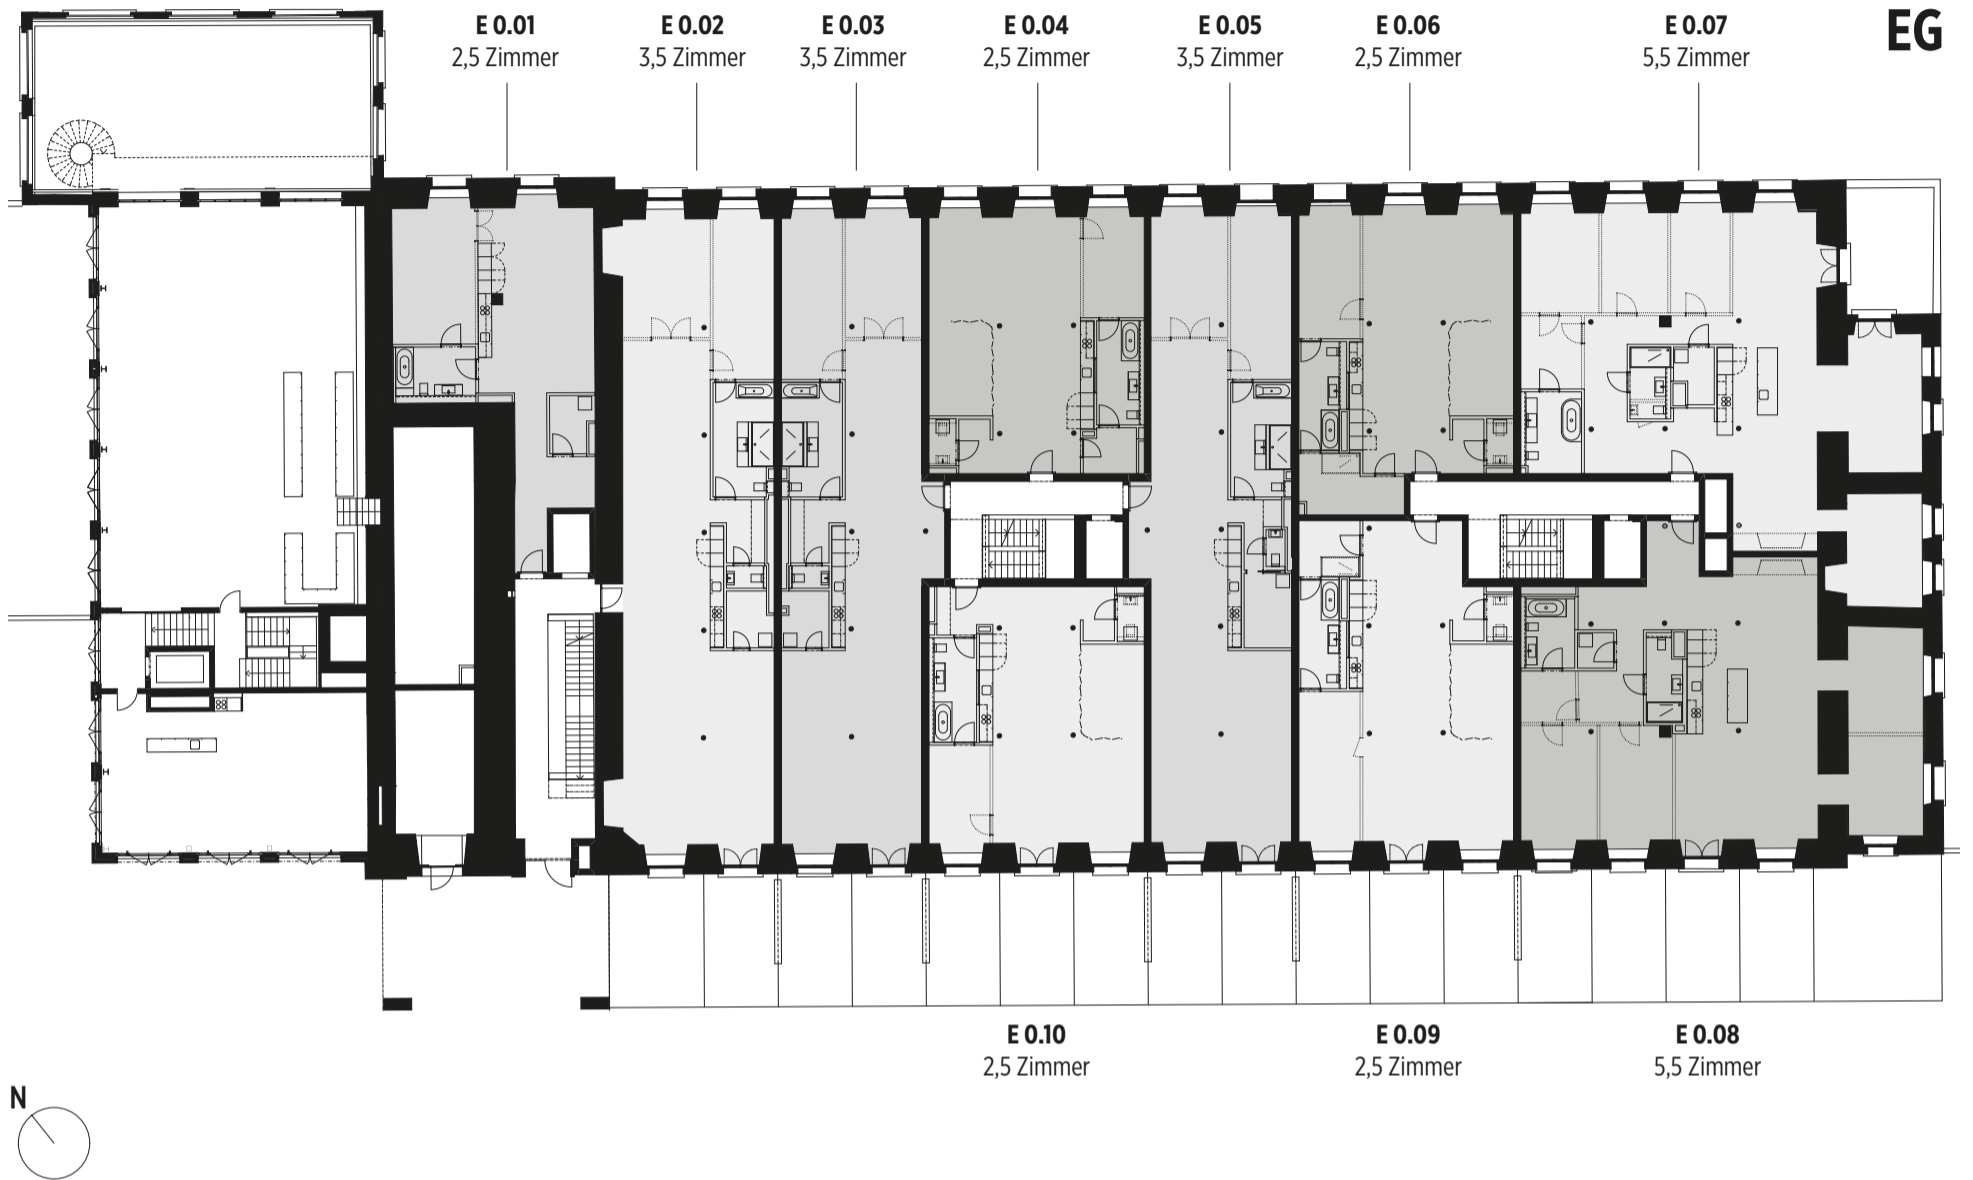 E 0.01
2,5 Zimmer
E 0.02
3,5 Zimmer
E 0.03
3,5 Zimmer
E 0.04
2,5 Zimmer
E 0.05
3,5 Zimmer
E 0.06
2,5 Zimmer
E 0.07
5,5 Zimmer
EG
E 0.10
2,5 Zimmer
E 0.09
2,5 Zimmer
E 0.08
5,5 Zimmer
N